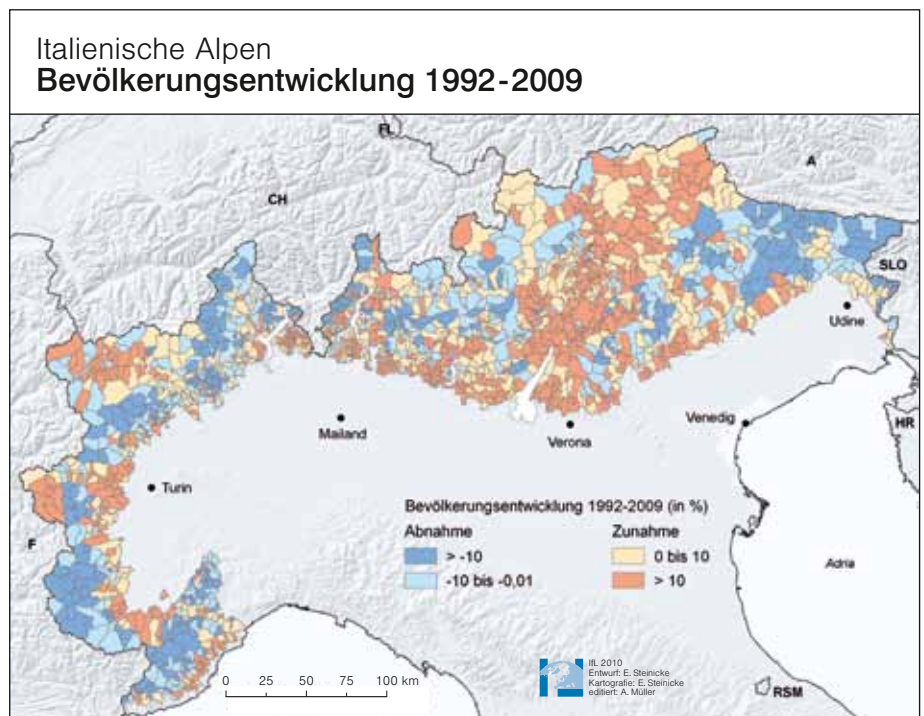 Italienische Alpen
Bevölkerungsentwicklung 1992-2009
FL
A
CH
SLO
Udine
Mailand
Verona
Venedig
HR
Turin
Bevölkerungsentwicklung 1992-2009 (in %)
Abnahme
Zunahme
> -10
0 bis 10
-10 bis -0,01
> 10
F
Adria
0 25 50 75 100 km
IfL 2010
Entwurf: E. Steinicke
Kartografie: E. Steinicke
editiert: A. Müller
RSM